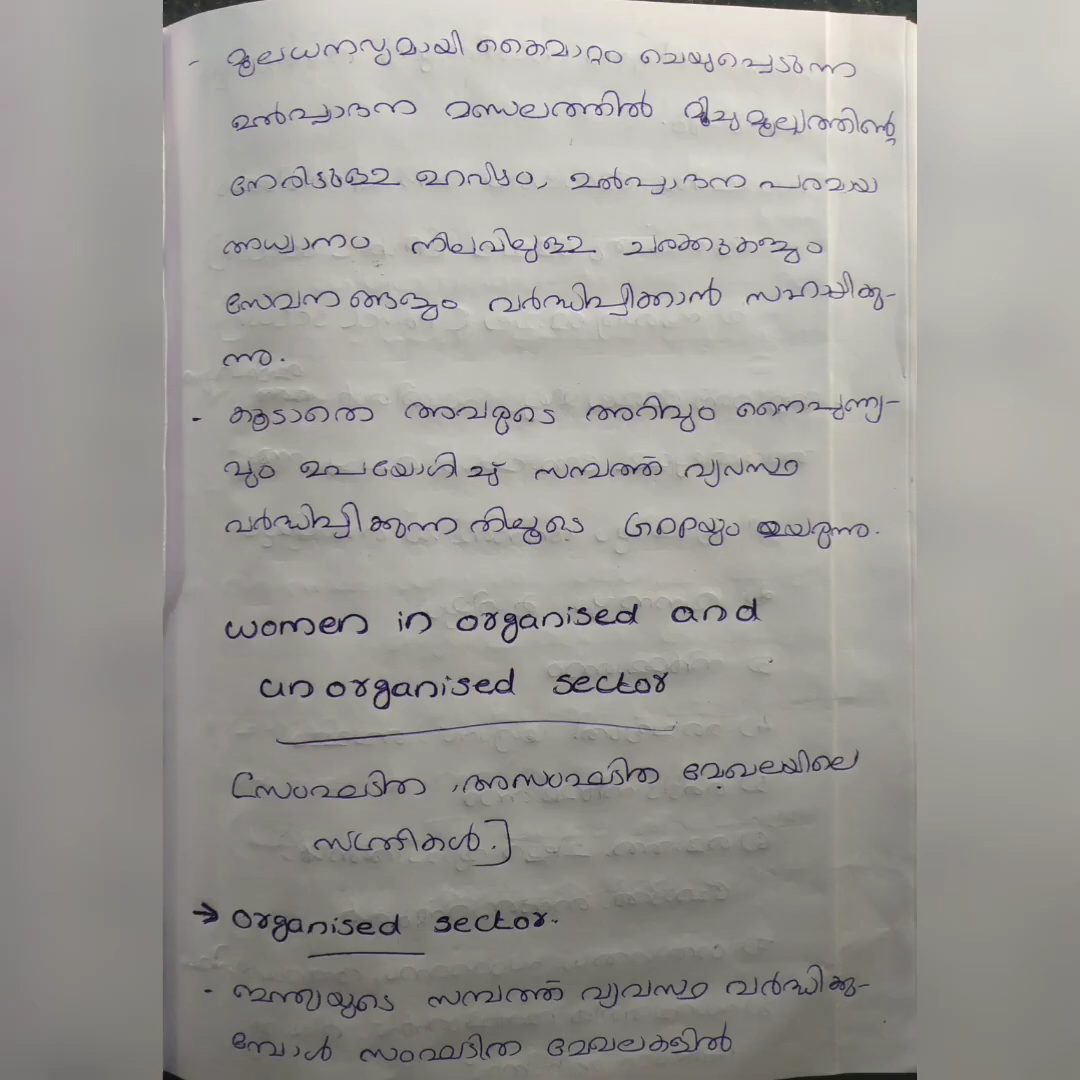 - മൂലധനവുമായി കൈമാറ്റം ചെയ്യപ്പെടുന്ന
ഉൽപ്പാദന മണ്ഡലത്തിൽ മിച്ചമൂല്യത്തിന്റെ
നേരിട്ടുള്ള ഉറവിടം, ഉൽപ്പാദന പരമായ
അധ്വാനം നിലവിലുള്ള ചരക്കുകളും
സേവനങ്ങളും വർദ്ധിപ്പിക്കാൻ സഹായിക്കു-
ന്നു.
- കൂടാതെ അവരുടെ അറിവും നൈപുണ്യ-
വും ഉപയോഗിച്ച് സമ്പത്ത് വ്യവസ്ഥ
വർദ്ധിപ്പിക്കുന്നതിലൂടെ GDPയും ഉയരുന്നു.
women in organised and
unorganised sector
[സംഘടിത, അസംഘടിത മേഖലയിലെ
സ്ത്രീകൾ.]
→ organised sector.
- ഇന്ത്യയുടെ സമ്പത്ത് വ്യവസ്ഥ വർദ്ധിക്കു-
മ്പോൾ സംഘടിത മേഖലകളിൽ